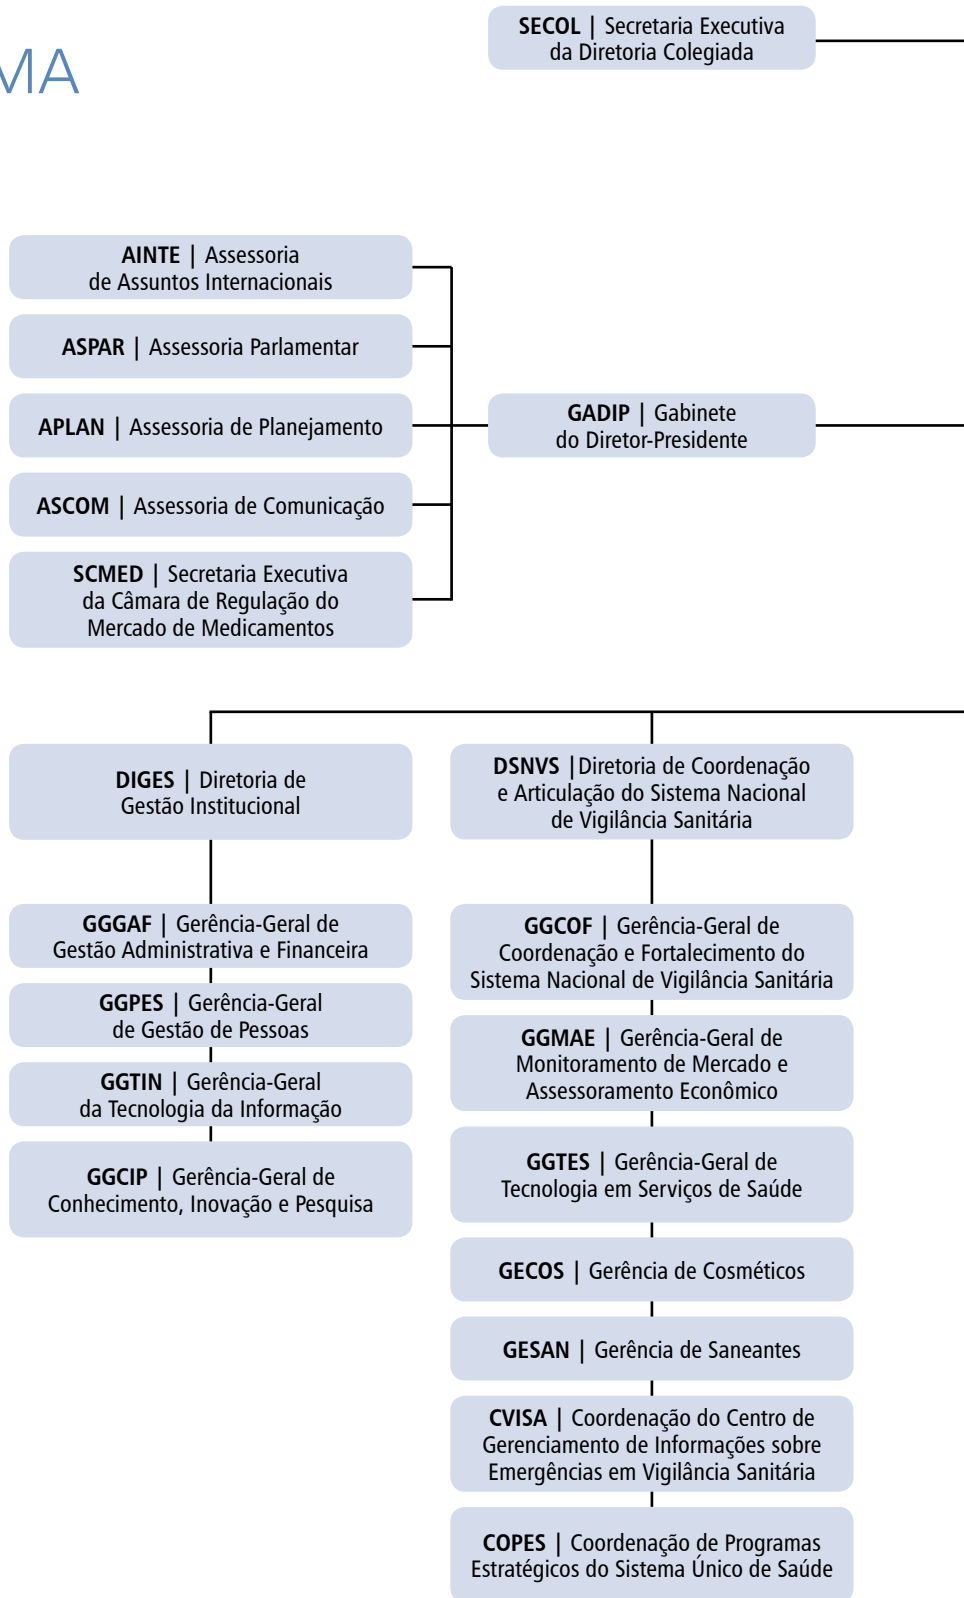 SECOL | Secretaria Executiva
da Diretoria Colegiada
MA
AINTE | Assessoria
de Assuntos Internacionais
ASPAR | Assessoria Parlamentar
APLAN | Assessoria de Planejamento
ASCOM | Assessoria de Comunicação
SCMED | Secretaria Executiva
da Câmara de Regulação do
Mercado de Medicamentos
GADIP | Gabinete
do Diretor-Presidente
DIGES | Diretoria de
Gestão Institucional
GGGAF | Gerência-Geral de
Gestão Administrativa e Financeira
GGPES | Gerência-Geral
de Gestão de Pessoas
GGTIN | Gerência-Geral
da Tecnologia da Informação
GGCIP | Gerência-Geral de
Conhecimento, Inovação e Pesquisa
DSNVS |Diretoria de Coordenação
e Articulação do Sistema Nacional
de Vigilância Sanitária
GGCOF | Gerência-Geral de
Coordenação e Fortalecimento do
Sistema Nacional de Vigilância Sanitária
GGMAE | Gerência-Geral de
Monitoramento de Mercado e
Assessoramento Econômico
GGTES | Gerência-Geral de
Tecnologia em Serviços de Saúde
GECOS | Gerência de Cosméticos
GESAN | Gerência de Saneantes
CVISA | Coordenação do Centro de
Gerenciamento de Informações sobre
Emergências em Vigilância Sanitária
COPES | Coordenação de Programas
Estratégicos do Sistema Único de Saúde